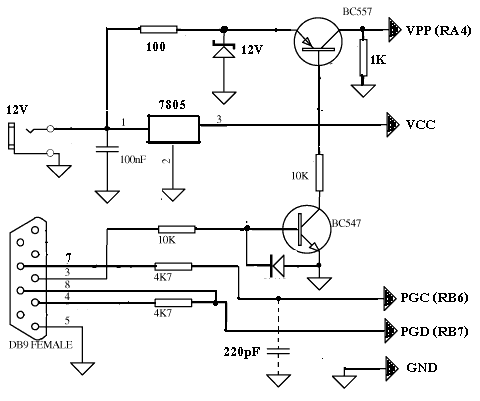 BC557
VPP (RA4)
100
12V
1K
7805
12V
1
3
VCC
100nF
2
10K
BC547
10K
7
3
4K7
8
PGC (RB6)
4
4K7
PGD (RB7)
5
220pF
DB9 FEMALE
GND